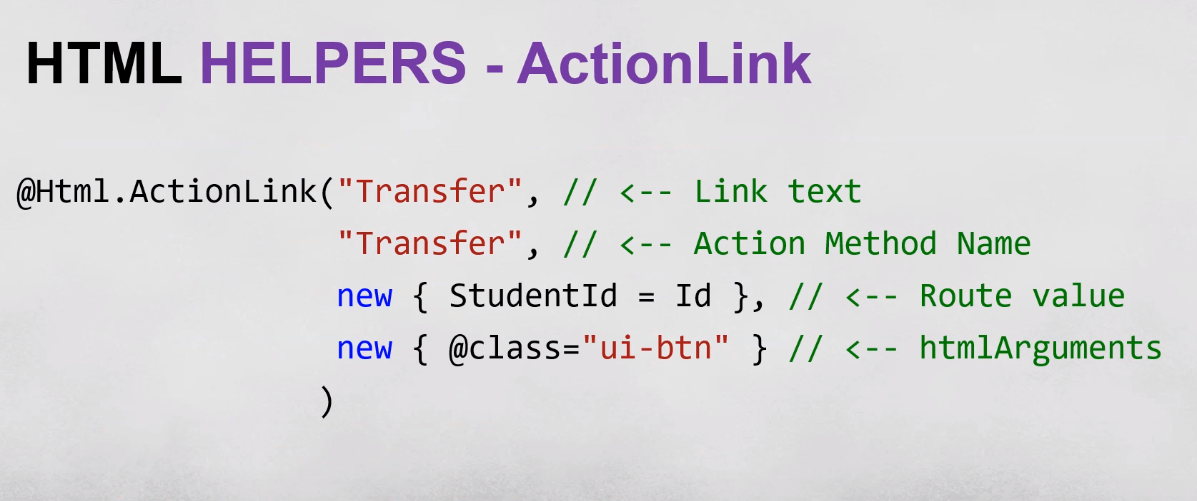 HTML HELPERS - ActionLink
@Html.ActionLink("Transfer", // <-- Link text
"Transfer", // <-- Action Method Name
new { StudentId = Id }, // <-- Route value
new { @class="ui-btn" } // <-- htmlArguments
)